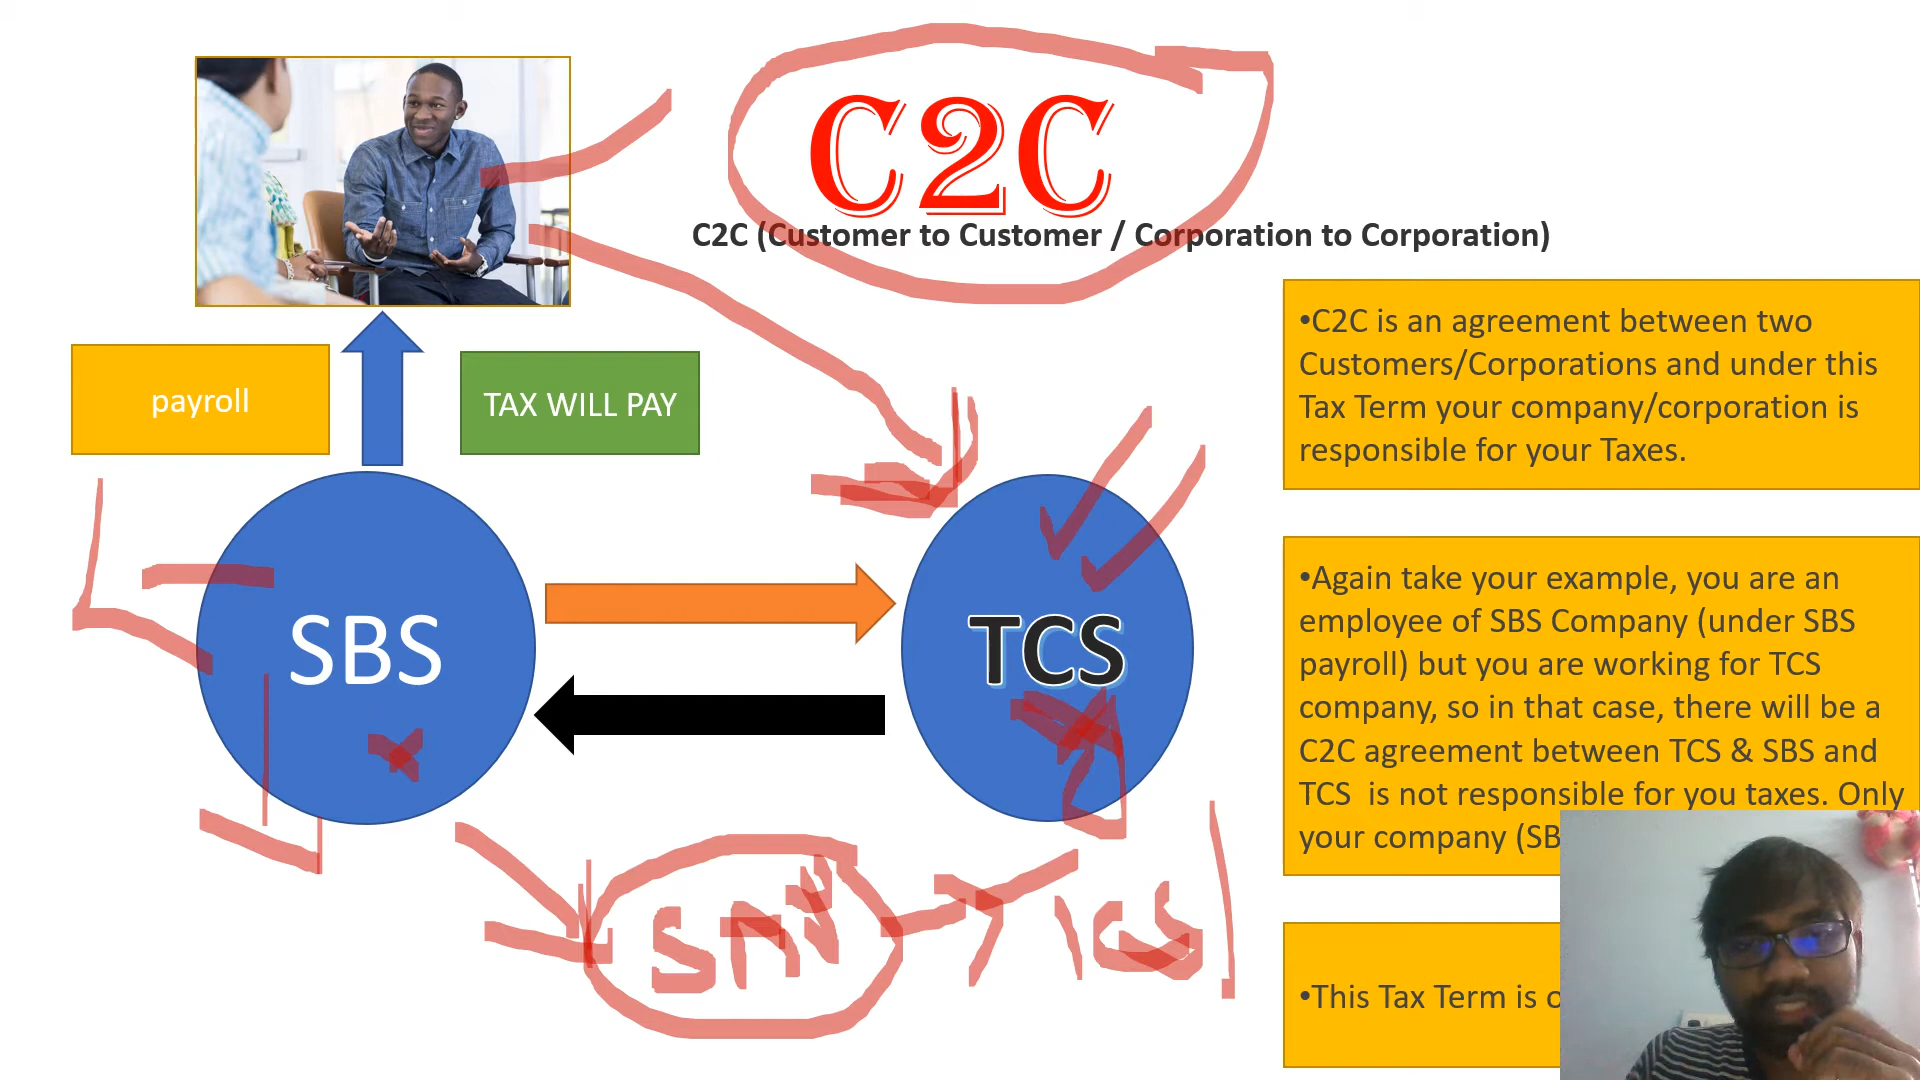 C2C
C2C (Customer to Customer / Corporation to Corporation)
payroll
TAX WILL PAY
SBS
TCS
•C2C is an agreement between two
Customers/Corporations and under this
Tax Term your company/corporation is
responsible for your Taxes.
•Again take your example, you are an
employee of SBS Company (under SBS
payroll) but you are working for TCS
company, so in that case, there will be a
C2C agreement between TCS & SBS and
TCS  is not responsible for you taxes. Only
your company (SB
•This Tax Term is